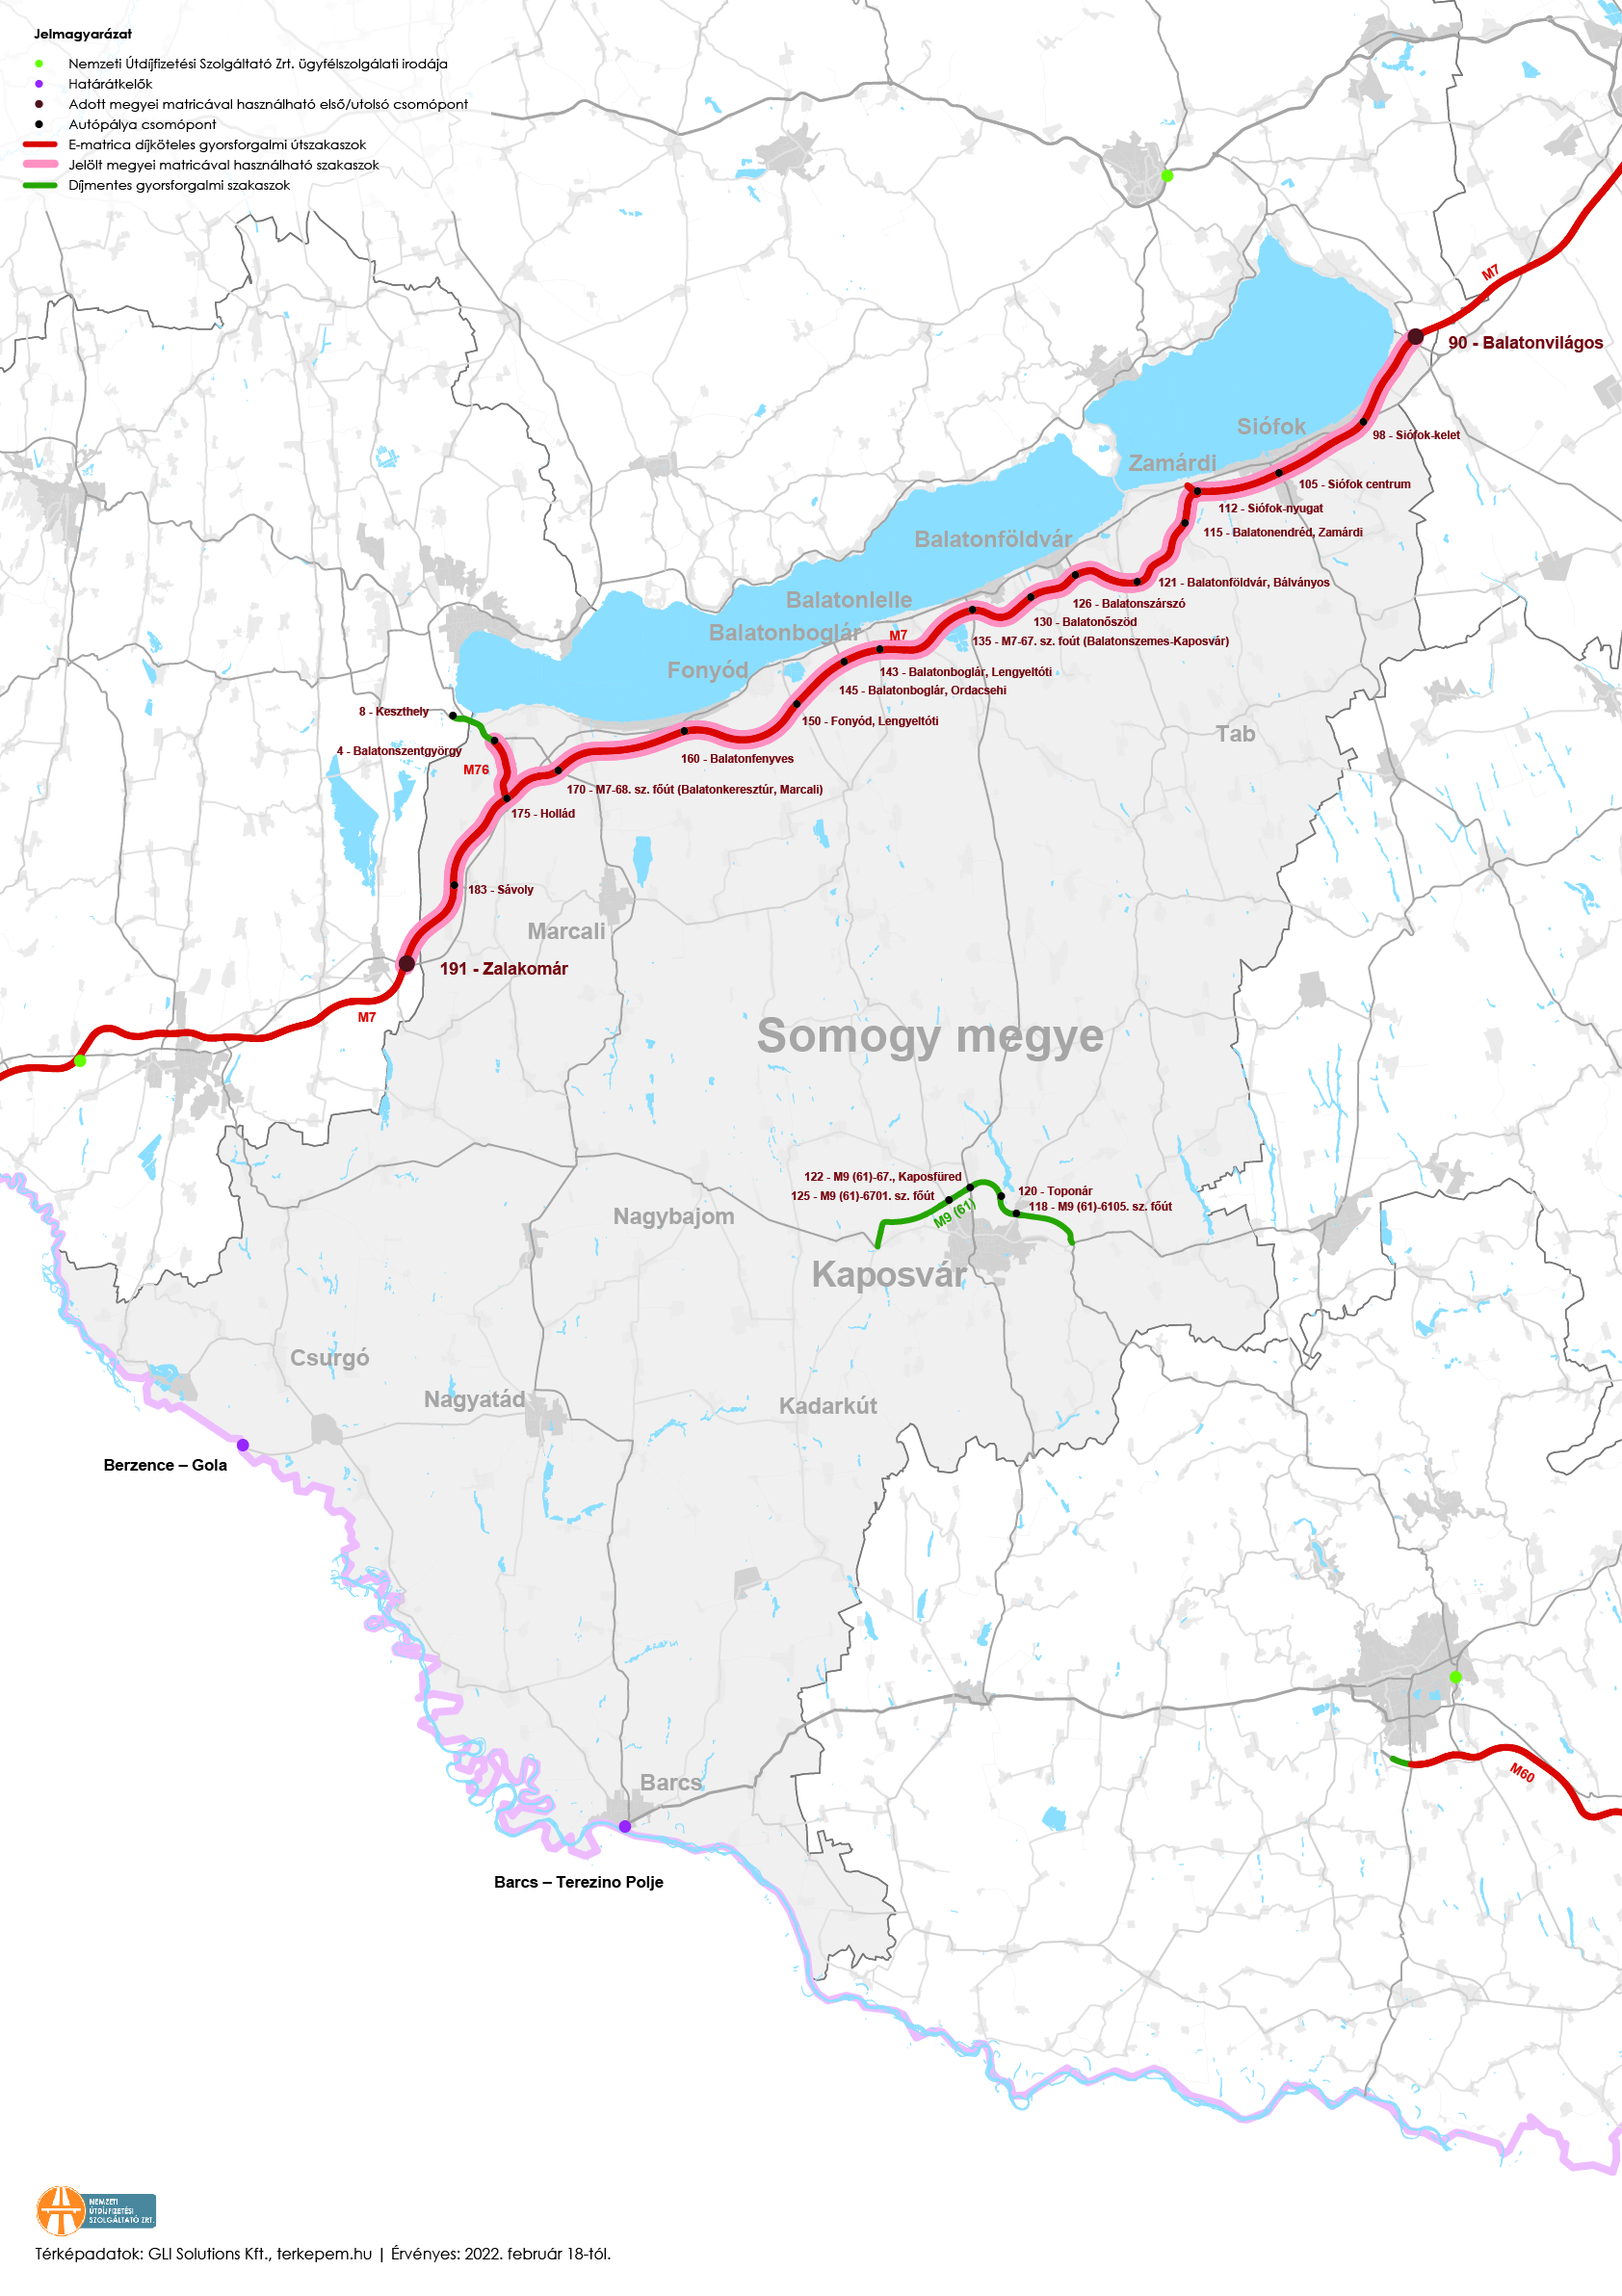 Jelmagyarázat
Nemzeti Útdíjfizetési Szolgáltató Zrt. ügyfélszolgálati irodája
Határátkelők
Adott megyei matricával használható első/utolsó csomópont
Autópálya csomópont
E-matrica díjköteles gyorsforgalmi útszakaszok
Jelölt megyei matricával használható szakaszok
Díjmentes gyorsforgalmi szakaszok
M7
90 - Balatonvilágos
Siófok
98 - Siófok-kelet
Zamárdi
105 - Siófok centrum
112 - Siófok-nyugat
115 - Balatonendréd, Zamárdi
Balatonföldvár
121 - Balatonföldvár, Bálványos
Balatonlelle
126 - Balatonszárszó
130 - Balatonőszöd
Balatonboglár
M7
135 - M7-67. sz. foút (Balatonszemes-Kaposvár)
Fonyód
143 - Balatonboglár, Lengyeltóti
145 - Balatonboglár, Ordacsehi
8 - Keszthely
150 - Fonyód, Lengyeltóti
Tab
4 - Balatonszentgyörgy
160 - Balatonfenyves
M76
170 - M7-68. sz. főút (Balatonkeresztúr, Marcali)
175 - Hollád
183 - Sávoly
Marcali
191 - Zalakomár
M7
Somogy megye
122 - M9 (61)-67., Kaposfüred
125 - M9 (61)-6701. sz. főút
120 - Toponár
118 - M9 (61)-6105. sz. főút
M9 (61)
Nagybajom
Kaposvár
Csurgó
Nagyatád
Kadarkút
Berzence – Gola
M60
Barcs
Barcs – Terezino Polje
NEMZETI
ÚTDÍJFIZETÉSI
SZOLGÁLTATÓ ZRT.
Térképadatok: GLI Solutions Kft., terkepem.hu | Érvényes: 2022. február 18-tól.